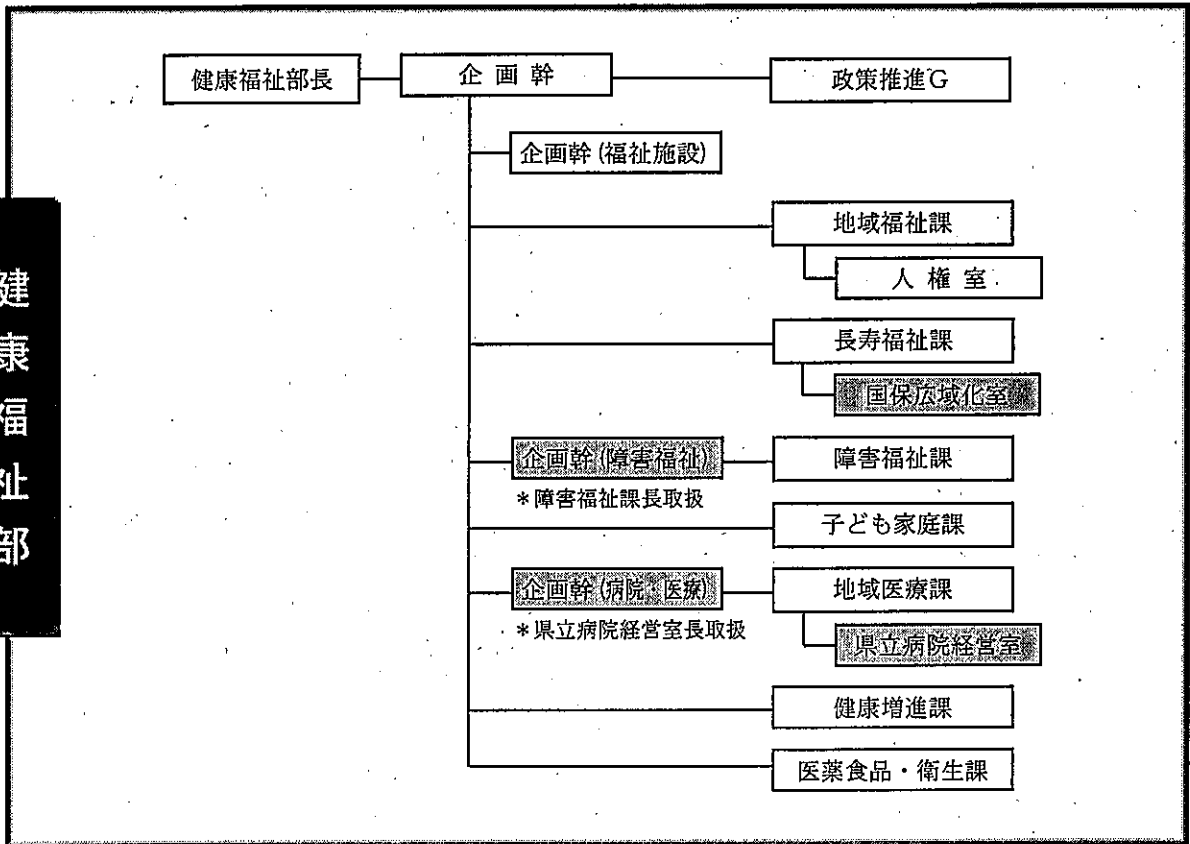 健康福祉部
健康福祉部長
企画幹
政策推進G
企画幹(福祉施設)
地域福祉課
人権室
長寿福祉課
国保広域化室
企画幹(障害福祉)
障害福祉課
*障害福祉課長取扱
子ども家庭課
企画幹(病院・医療)
地域医療課
*県立病院経営室長取扱
県立病院経営室
健康増進課
医薬食品・衛生課